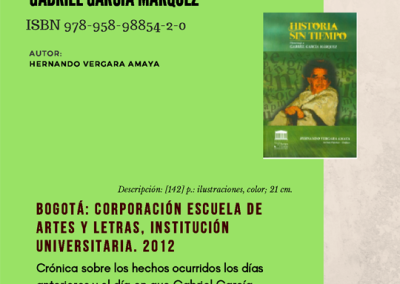 GABRIEL GARCÍA MÁRQUEZ
ISBN 978-958-98854-2-0
AUTOR:
HERNANDO VERGARA AMAYA
HISTORIA
SIN TIEMPO
GABRIEL GARCÍA MÁRQUEZ
HERNANDO VERGARA AMAYA
Descripción: [142] p.: ilustraciones, color; 21 cm.
BOGOTÁ: CORPORACIÓN ESCUELA DE
ARTES Y LETRAS, INSTITUCIÓN
UNIVERSITARIA. 2012
Crónica sobre los hechos ocurridos los días
anteriores y el día en que Gabriel García